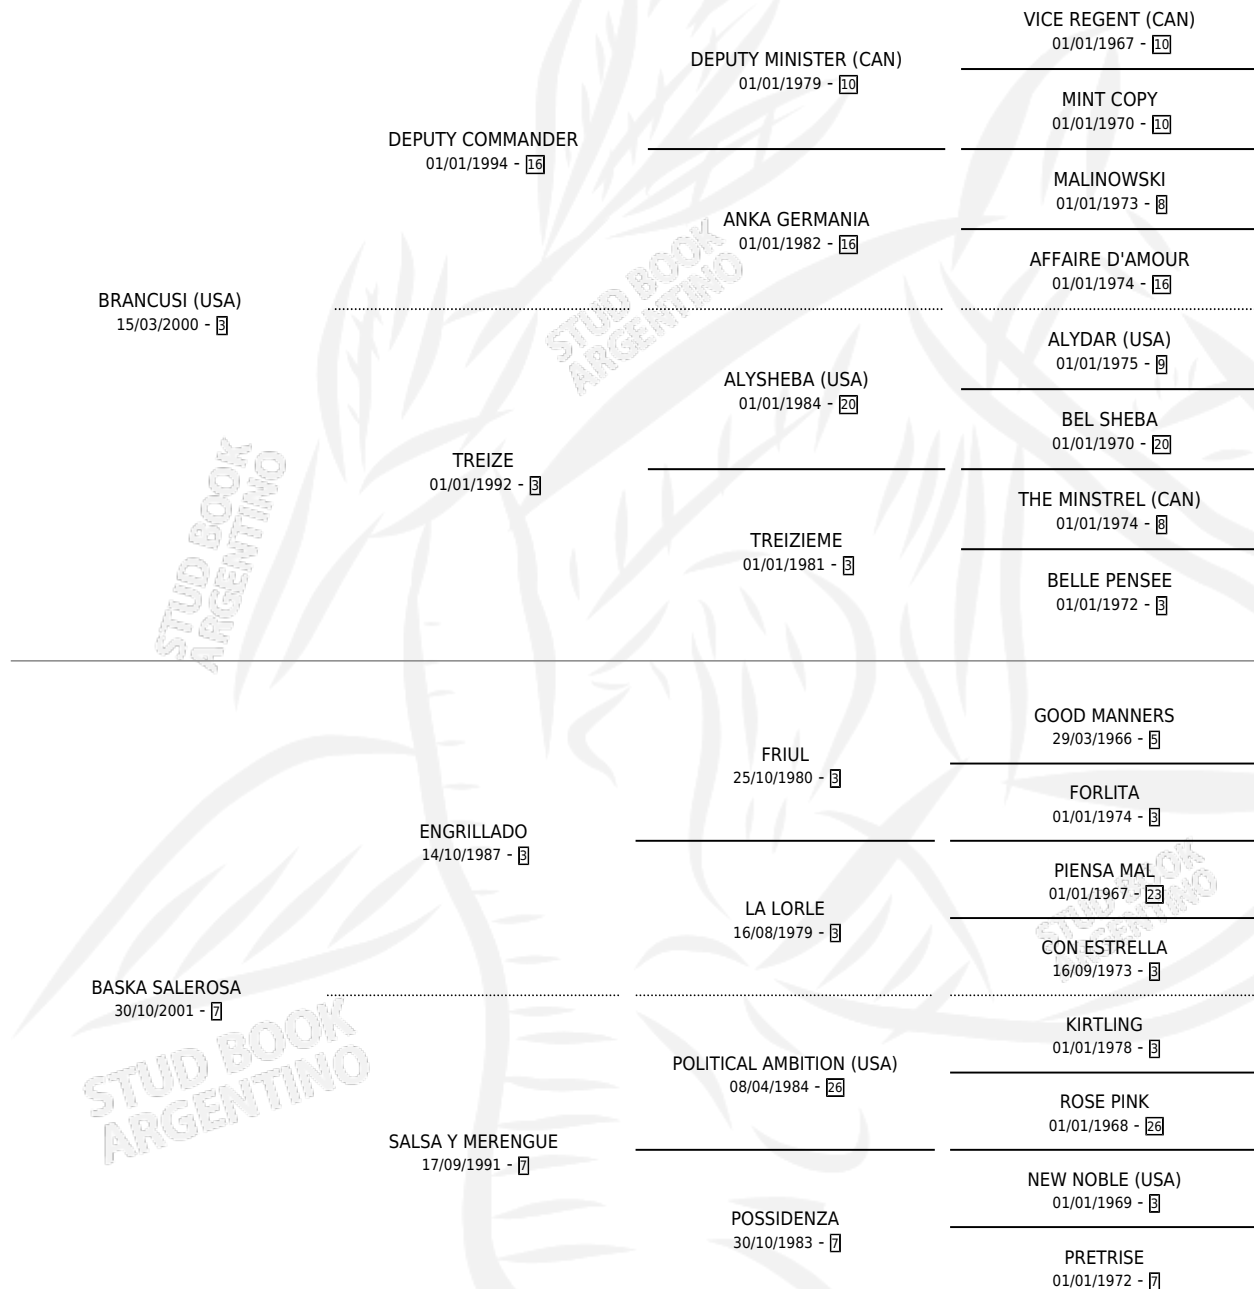 VICE REGENT (CAN)
01/01/1967 - 10
DEPUTY MINISTER (CAN)
01/01/1979 - 10
MINT COPY
01/01/1970 - 10
DEPUTY COMMANDER
01/01/1994 - 16
MALINOWSKI
01/01/1973 - 8
ANKA GERMANIA
01/01/1982 - 16
AFFAIRE D'AMOUR
01/01/1974 - 16
BRANCUSI (USA)
15/03/2000 - 3
ALYDAR (USA)
01/01/1975 - 9
ALYSHEBA (USA)
01/01/1984 - 20
BEL SHEBA
01/01/1970 - 20
TREIZE
01/01/1992 - 3
THE MINSTREL (CAN)
01/01/1974 - 8
TREIZIEME
01/01/1981 - 3
BELLE PENSEE
01/01/1972 - 3
GOOD MANNERS
29/03/1966 - 5
FRIUL
25/10/1980 - 3
FORLITA
01/01/1974 - 3
ENGRILLADO
14/10/1987 - 3
PIENSA MAL
01/01/1967 - 23
LA LORLE
16/08/1979 - 3
CON ESTRELLA
16/09/1973 - 3
BASKA SALEROSA
30/10/2001 - 7
KIRTLING
01/01/1978 - 3
POLITICAL AMBITION (USA)
08/04/1984 - 26
ROSE PINK
01/01/1968 - 26
SALSA Y MERENGUE
17/09/1991 - 7
NEW NOBLE (USA)
01/01/1969 - 3
POSSIDENZA
30/10/1983 - 7
PRETRISE
01/01/1972 - 7
STUD BOOK
ARGENTINO
STUD BOOK
ARGENTINO
STUD BOOK
ARGENTINO
STUD BOOK
ARGENTINO